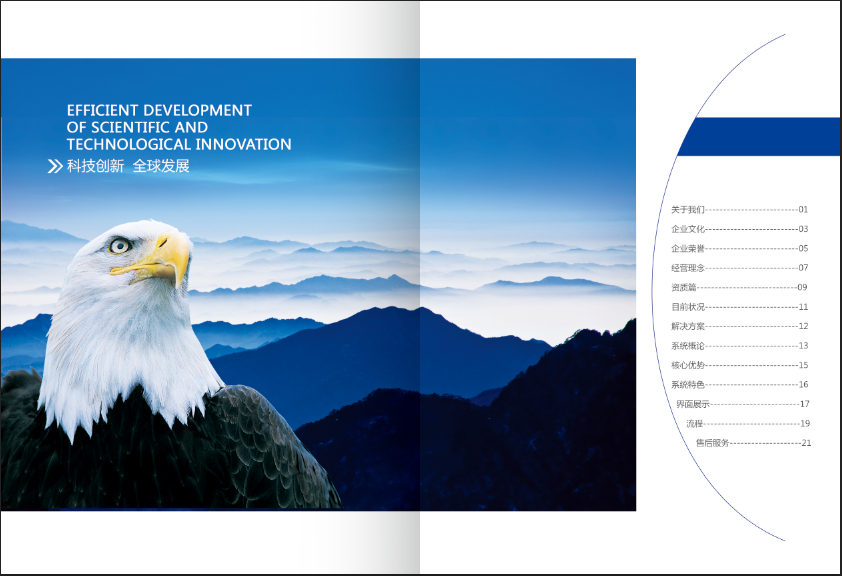 EFFICIENT DEVELOPMENT
OF SCIENTIFIC AND
TECHNOLOGICAL INNOVATION
科技创新 全球发展
关于我们----------------------------01
企业文化----------------------------03
企业荣誉----------------------------05
经营理念----------------------------07
资质篇------------------------------09
目前状况----------------------------11
解决方案----------------------------12
系统概论----------------------------13
核心优势----------------------------15
系统特色----------------------------16
界面展示---------------------------17
流程-----------------------------19
售后服务-------------------------21